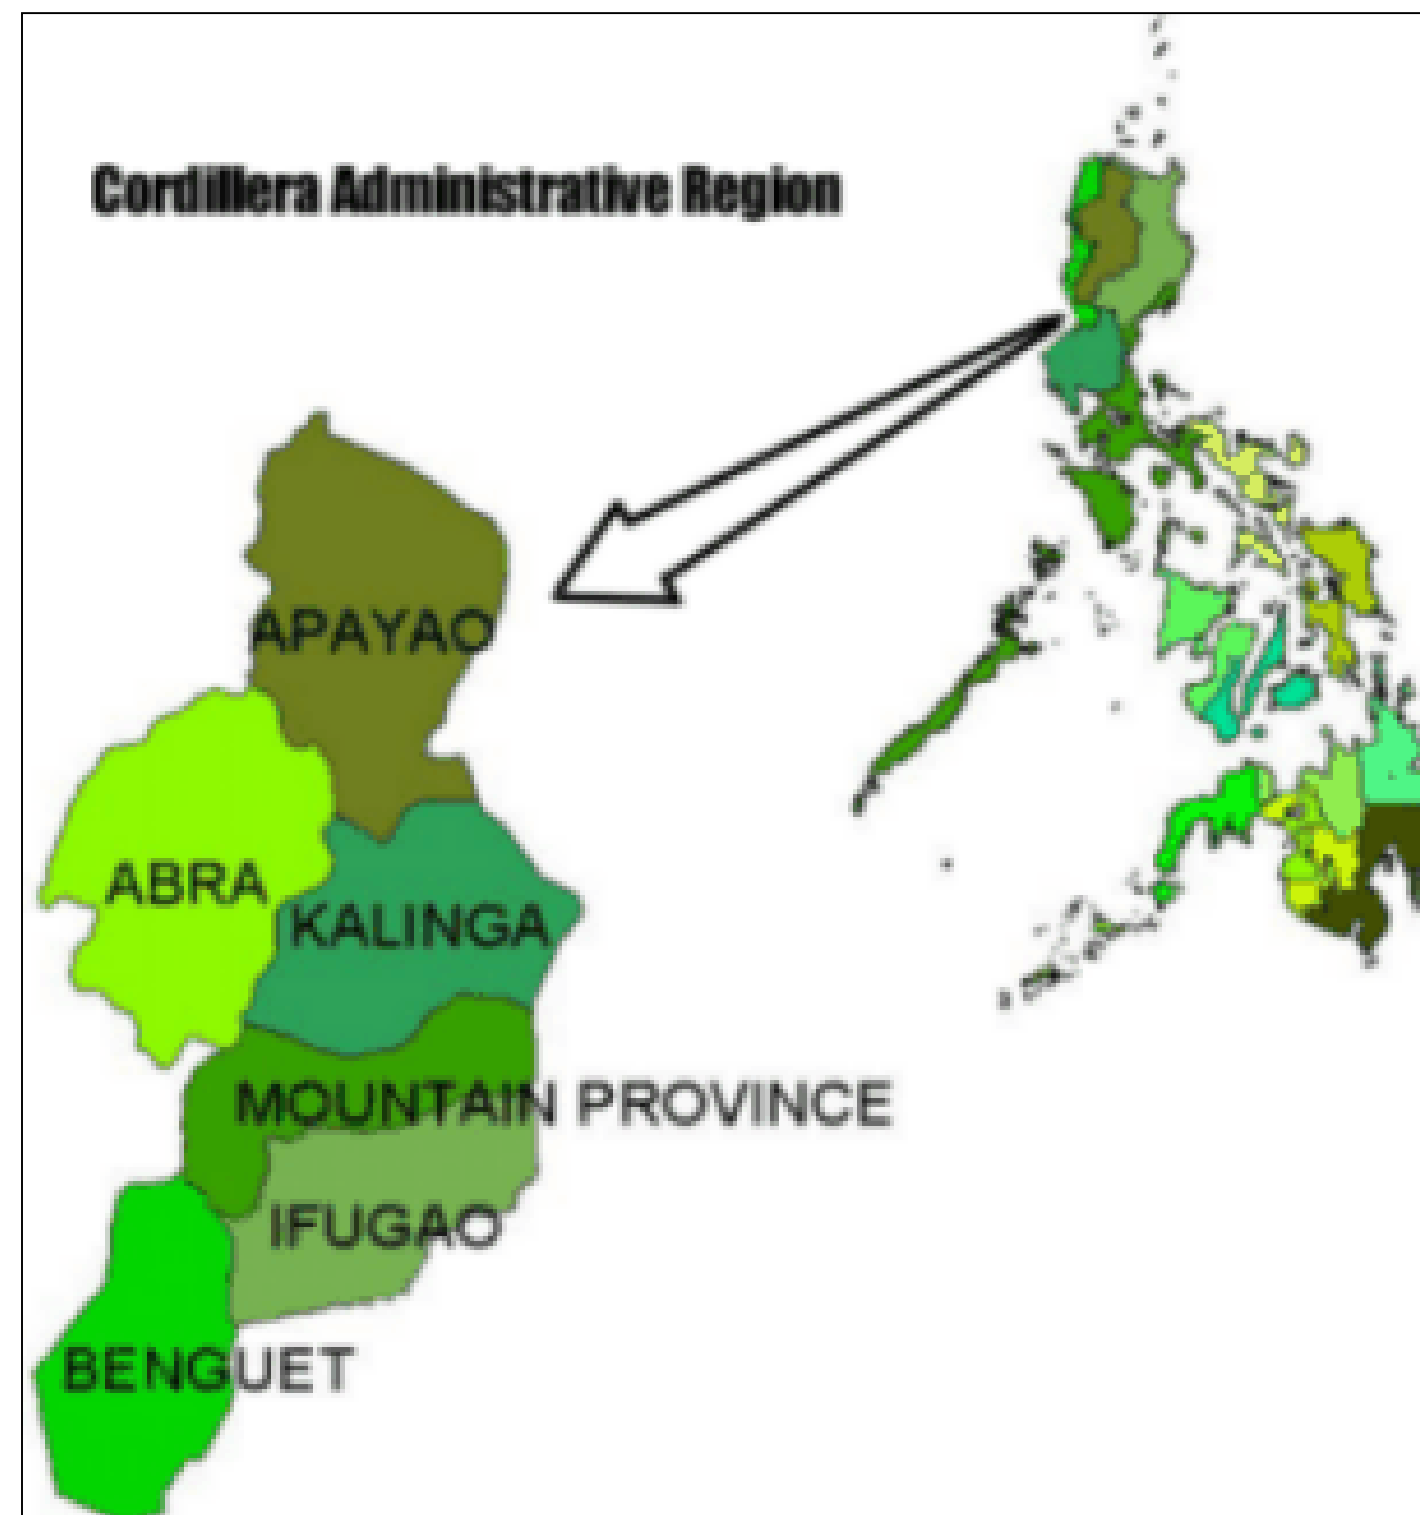 Cordillera Administrative Region
APAYAO
ABRA
KALINGA
MOUNTAIN PROVINCE
IFUGAO
BENGUET